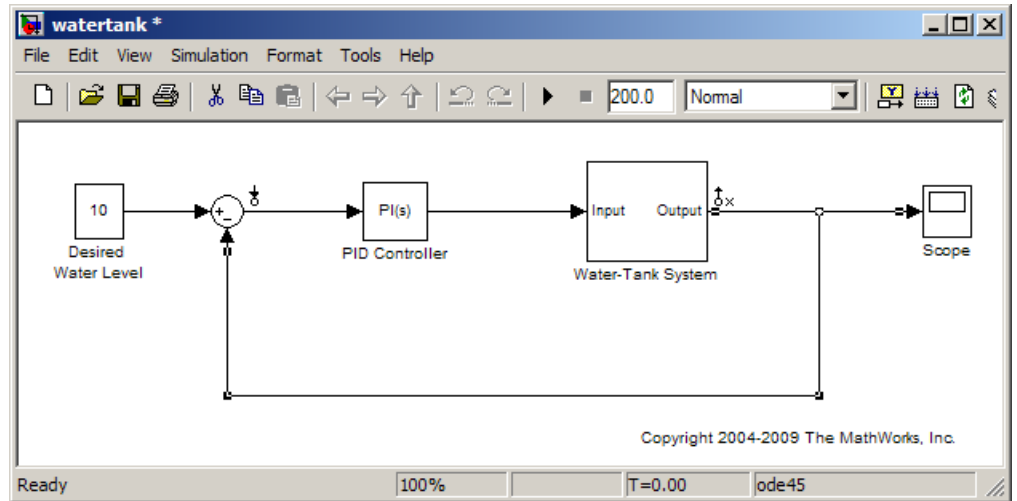 watertank *
File Edit View Simulation Format Tools Help
200.0 Normal
10
+
-
PI(s)
Input Output
x
Desired
Water Level
PID Controller
Water-Tank System
Scope
Copyright 2004-2009 The MathWorks, Inc.
Ready 100% T=0.00 ode45